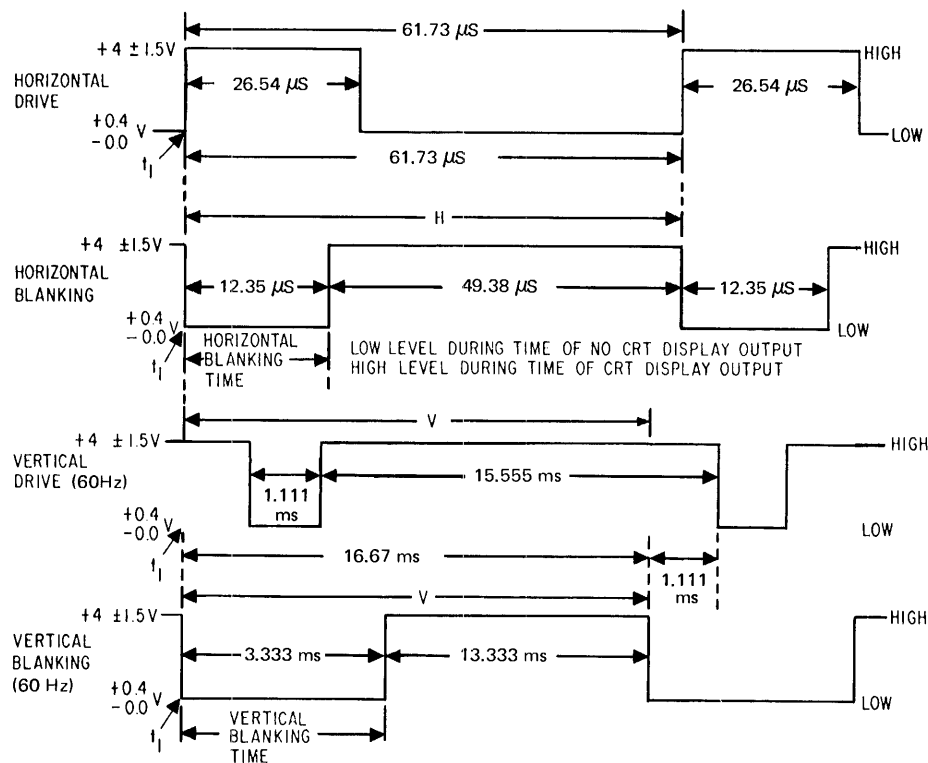 61.73 µS
+4 ±1.5V
HIGH
HORIZONTAL
DRIVE
26.54 µS
26.54 µS
+0.4
-0.0 V
LOW
t1
61.73 µS
H
+4 ±1.5V
HIGH
HORIZONTAL
BLANKING
12.35 µS
49.38 µS
12.35 µS
+0.4
-0.0 V
LOW
t1
HORIZONTAL
BLANKING
TIME
LOW LEVEL DURING TIME OF NO CRT DISPLAY OUTPUT
HIGH LEVEL DURING TIME OF CRT DISPLAY OUTPUT
V
+4 ±1.5V
HIGH
VERTICAL
DRIVE (60Hz)
1.111
ms
15.555 ms
+0.4
-0.0 V
LOW
t1
16.67 ms
1.111
ms
V
+4 ±1.5V
HIGH
VERTICAL
BLANKING
(60 Hz)
3.333 ms
13.333 ms
+0.4
-0.0 V
LOW
t1
VERTICAL
BLANKING
TIME